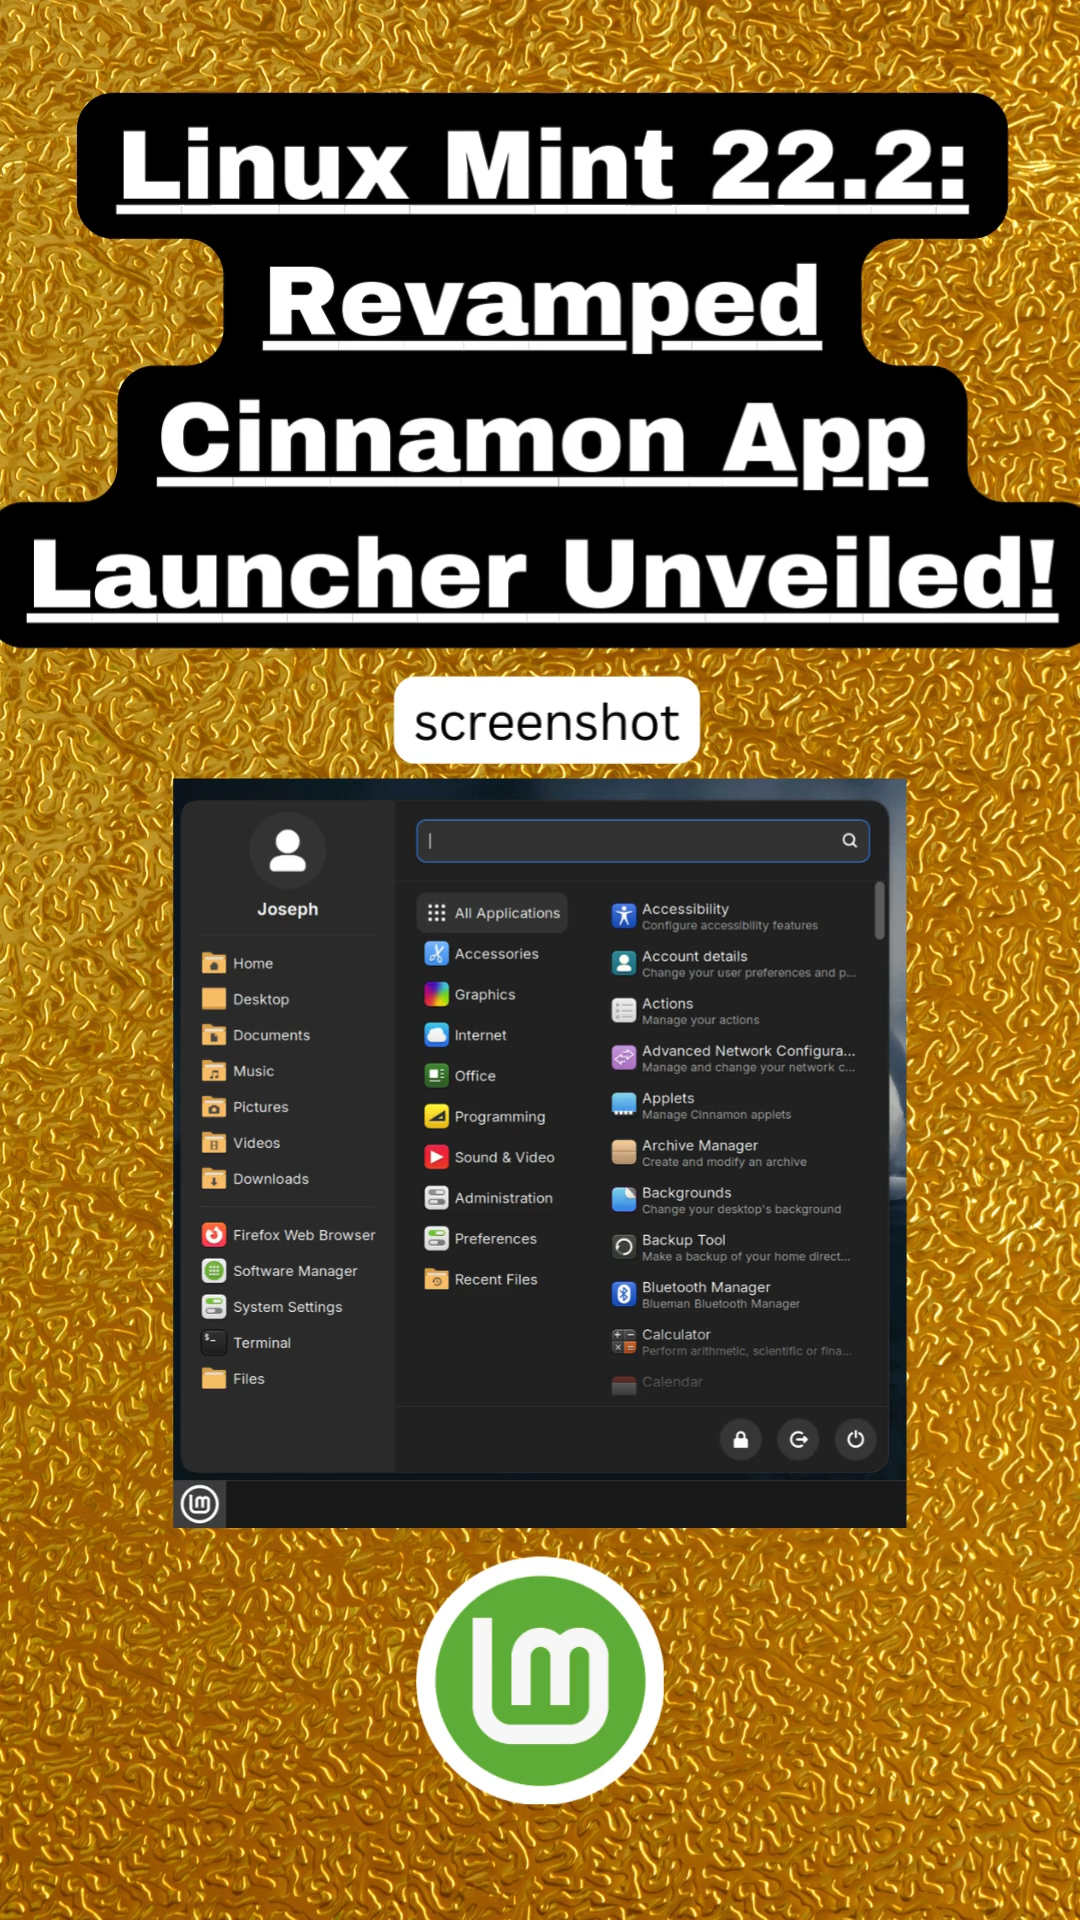 Linux Mint 22.2:
Revamped
Cinnamon App
Launcher Unveiled!
screenshot
Joseph
Home
Desktop
Documents
Music
Pictures
Videos
Downloads
Firefox Web Browser
Software Manager
System Settings
Terminal
Files
All Applications
Accessories
Graphics
Internet
Office
Programming
Sound & Video
Administration
Preferences
Recent Files
Accessibility
Configure accessibility features
Account details
Change your user preferences and p...
Actions
Manage your actions
Advanced Network Configura...
Manage and change your network c...
Applets
Manage Cinnamon applets
Archive Manager
Create and modify an archive
Backgrounds
Change your desktop's background
Backup Tool
Make a backup of your home direct...
Bluetooth Manager
Blueman Bluetooth Manager
Calculator
Perform arithmetic, scientific or fina...
Calendar